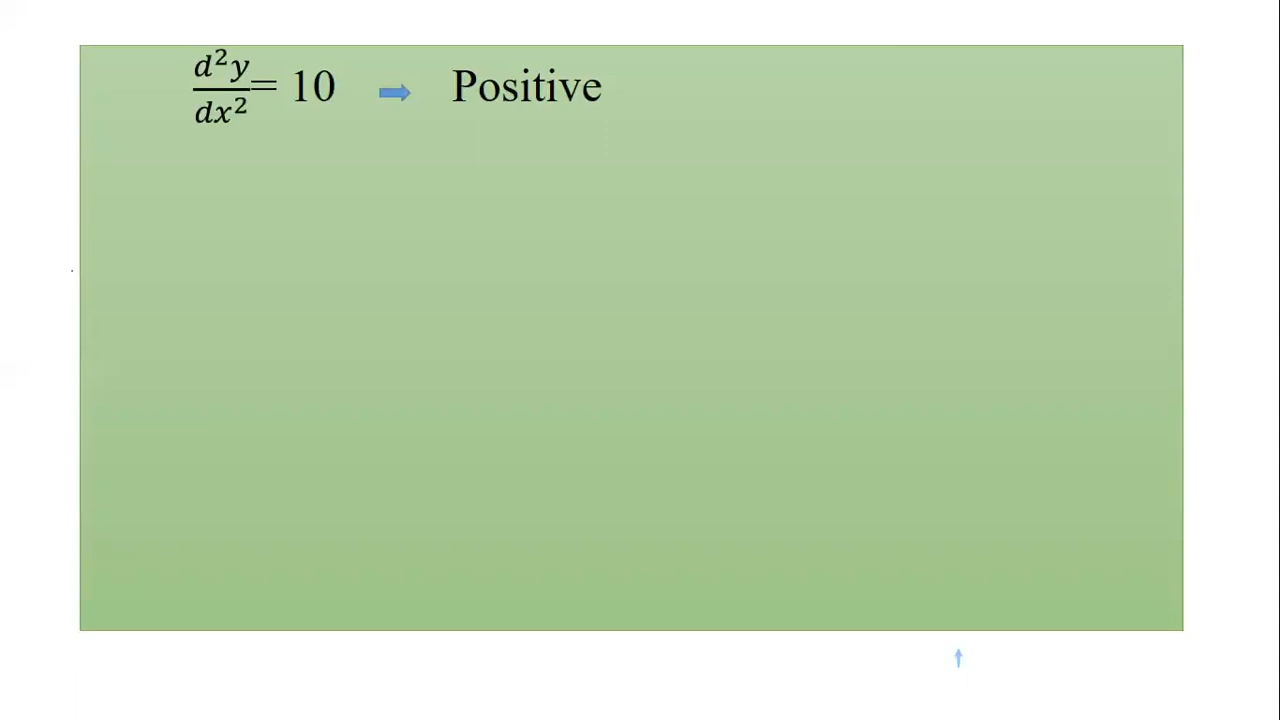 d²y/dx² = 10 ➡ Positive